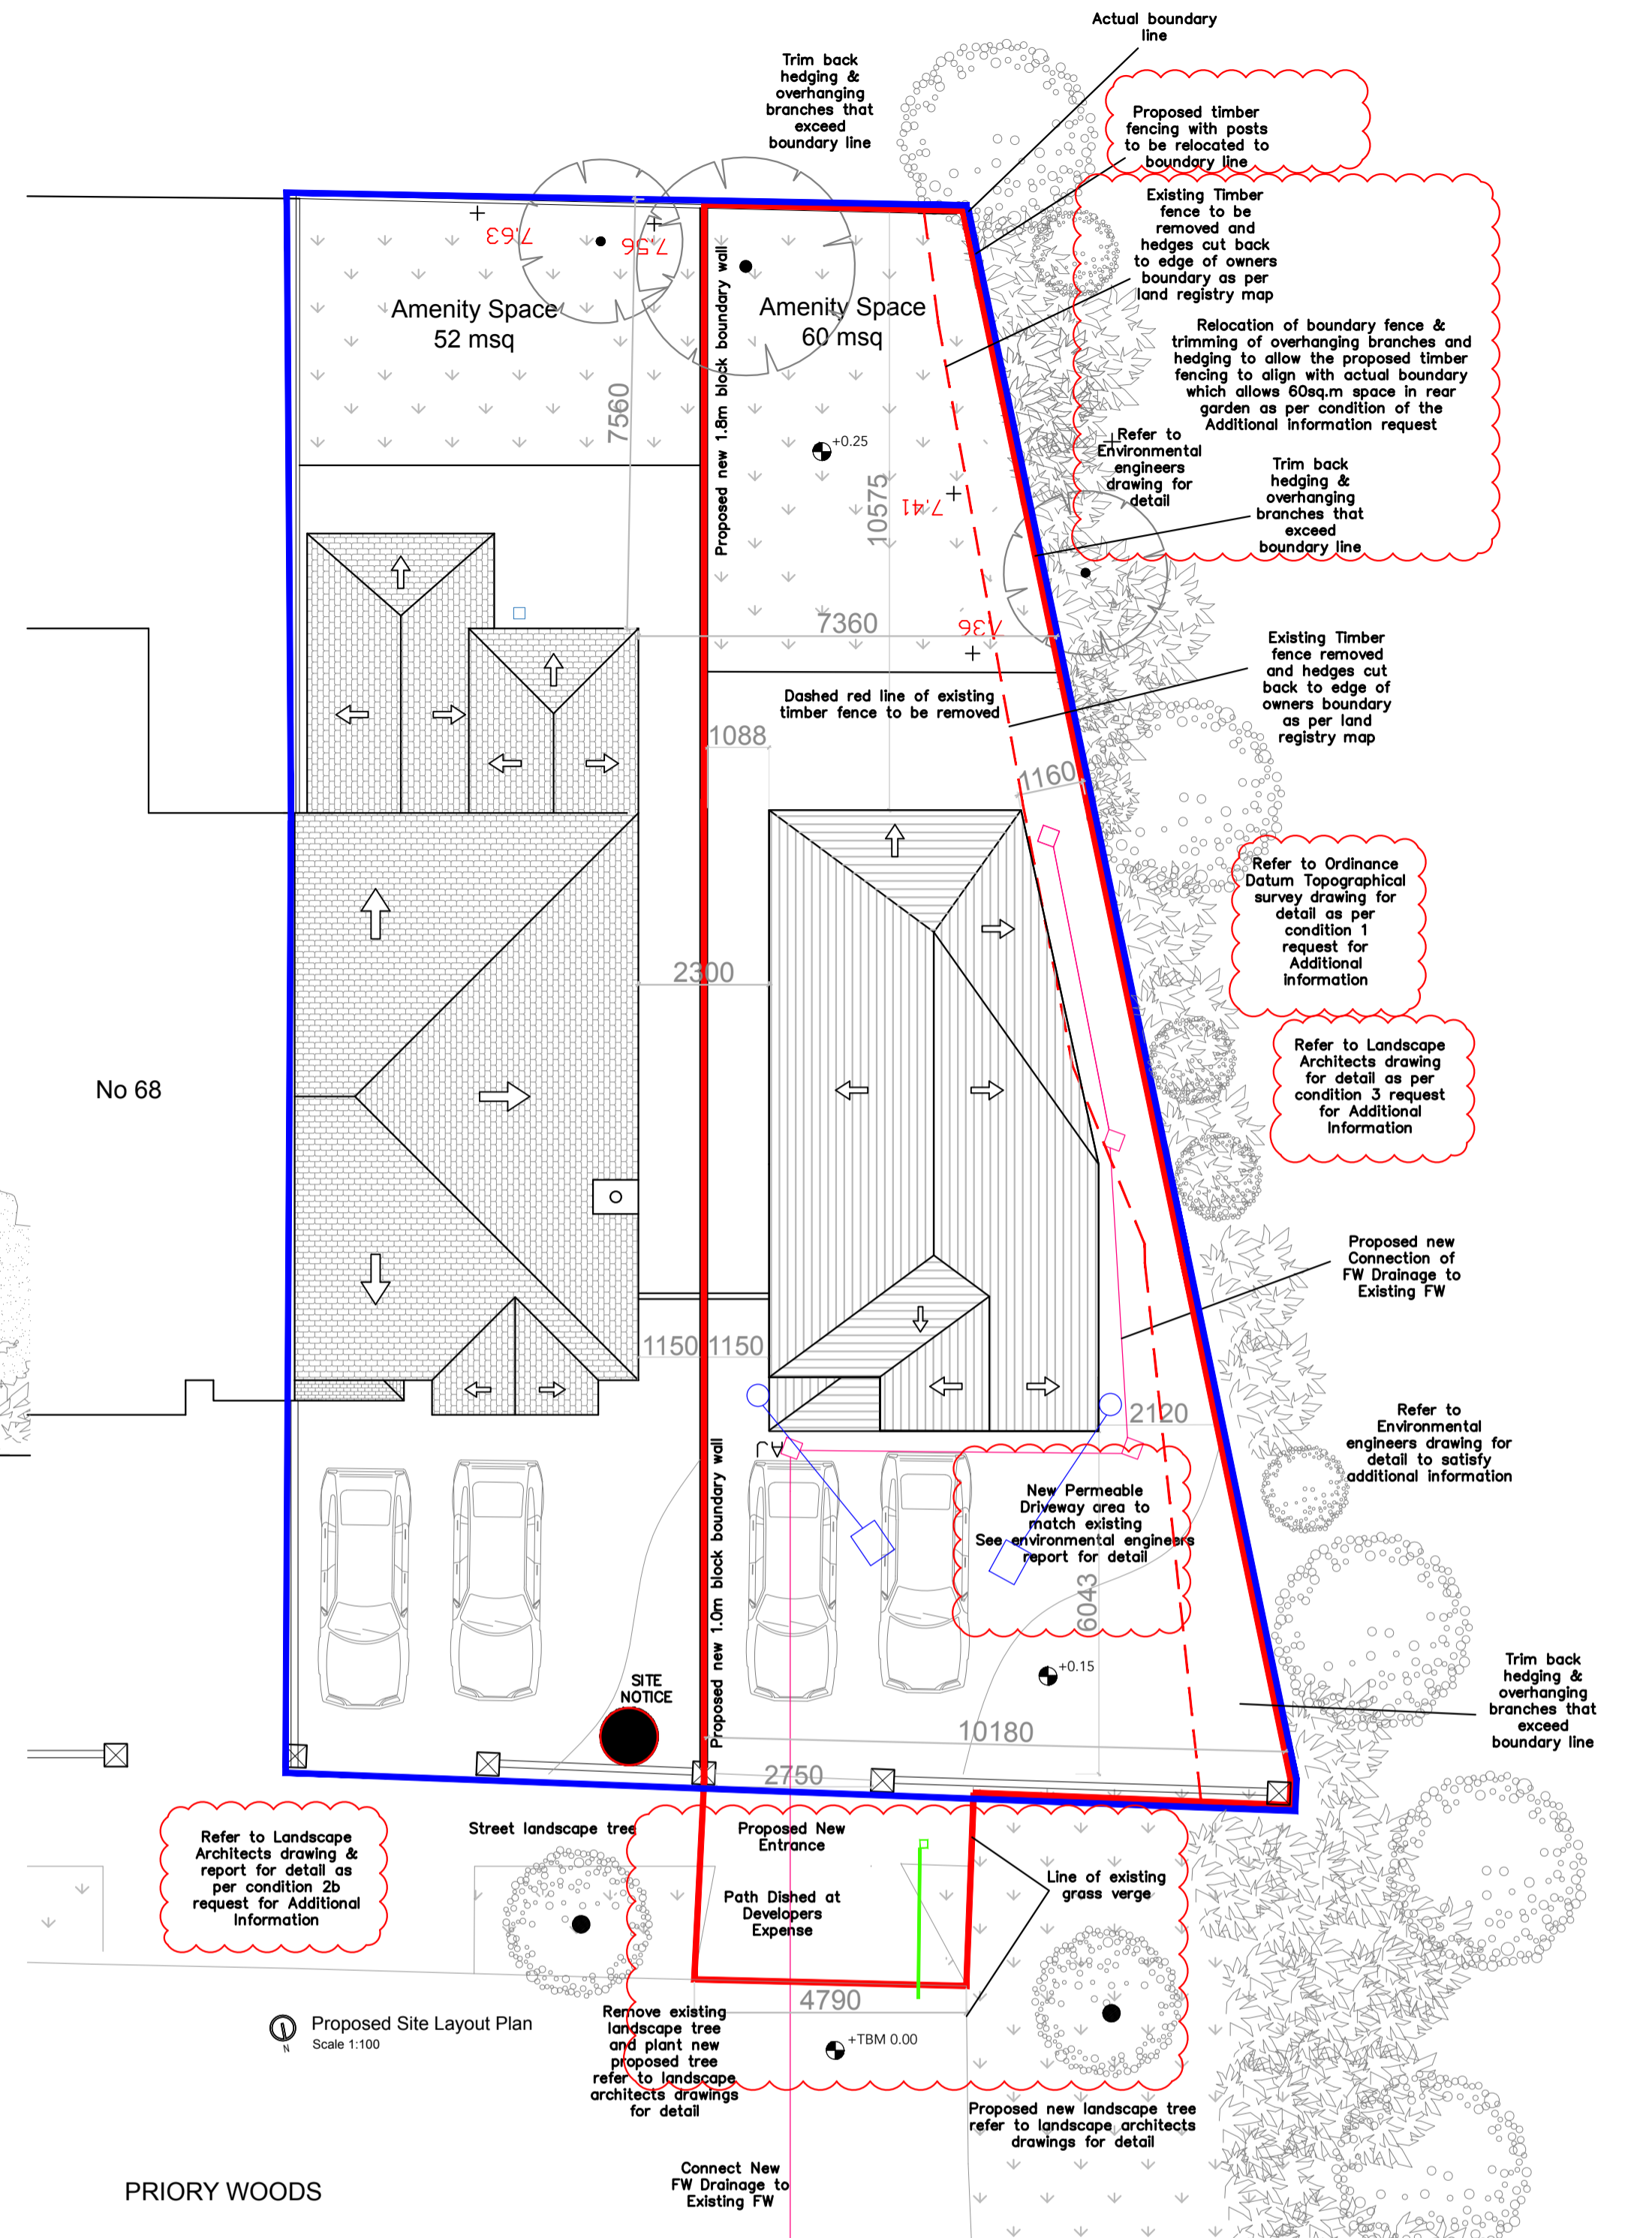 Actual boundary
line
Trim back
hedging &
overhanging
branches that
exceed
boundary line
Proposed timber
fencing with posts
to be relocated to
boundary line
Existing Timber
fence to be
removed and
hedges cut back
to edge of owners
boundary as per
land registry map
7.63
7.56
Amenity Space
52 msq
Amenity Space
60 msq
Proposed new 1.8m block boundary wall
Relocation of boundary fence &
trimming of overhanging branches and
hedging to allow the proposed timber
fencing to align with actual boundary
which allows 60sq.m space in rear
garden as per condition of the
Additional information request
7560
+0.25
10575
7.41
Refer to
Environmental
engineers
drawing for
detail
Trim back
hedging &
overhanging
branches that
exceed
boundary line
7360
7.36
Existing Timber
fence removed
and hedges cut
back to edge of
owners boundary
as per land
registry map
Dashed red line of existing
timber fence to be removed
1088
1160
Refer to Ordinance
Datum Topographical
survey drawing for
detail as per
condition 1
request for
Additional
information
2300
Refer to Landscape
Architects drawing
for detail as per
condition 3 request
for Additional
Information
No 68
Proposed new
Connection of
FW Drainage to
Existing FW
1150
1150
2120
AJ
Refer to
Environmental
engineers drawing for
detail to satisfy
additional information
Proposed new 1.0m block boundary wall
New Permeable
Driveway area to
match existing
See environmental engineers
report for detail
6043
+0.15
SITE
NOTICE
Trim back
hedging &
overhanging
branches that
exceed
boundary line
10180
2750
Refer to Landscape
Architects drawing &
report for detail as
per condition 2b
request for Additional
Information
Street landscape tree
Proposed New
Entrance
Path Dished at
Developers
Expense
Line of existing
grass verge
4790
N
Proposed Site Layout Plan
Scale 1:100
Remove existing
landscape tree
and plant new
proposed tree
refer to landscape
architects drawings
for detail
+TBM 0.00
Proposed new landscape tree
refer to landscape architects
drawings for detail
Connect New
FW Drainage to
Existing FW
PRIORY WOODS